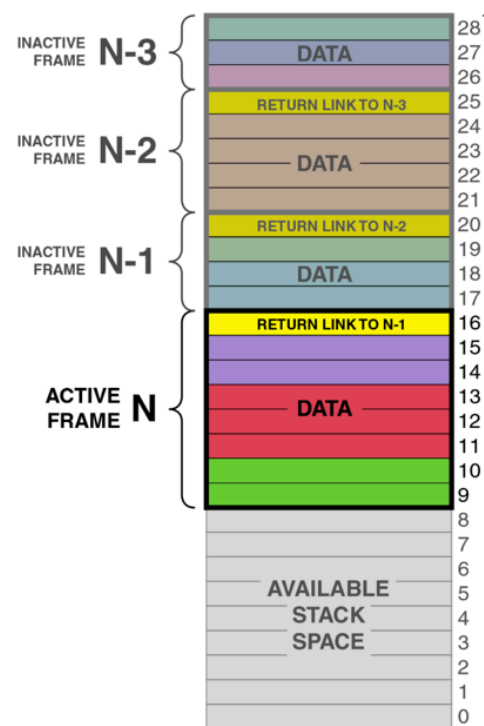 INACTIVE
FRAME N-3
DATA
28
27
26
INACTIVE
FRAME N-2
RETURN LINK TO N-3
DATA
25
24
23
22
21
INACTIVE
FRAME N-1
RETURN LINK TO N-2
DATA
20
19
18
17
ACTIVE
FRAME N
RETURN LINK TO N-1
DATA
16
15
14
13
12
11
10
9
AVAILABLE
STACK
SPACE
8
7
6
5
4
3
2
1
0